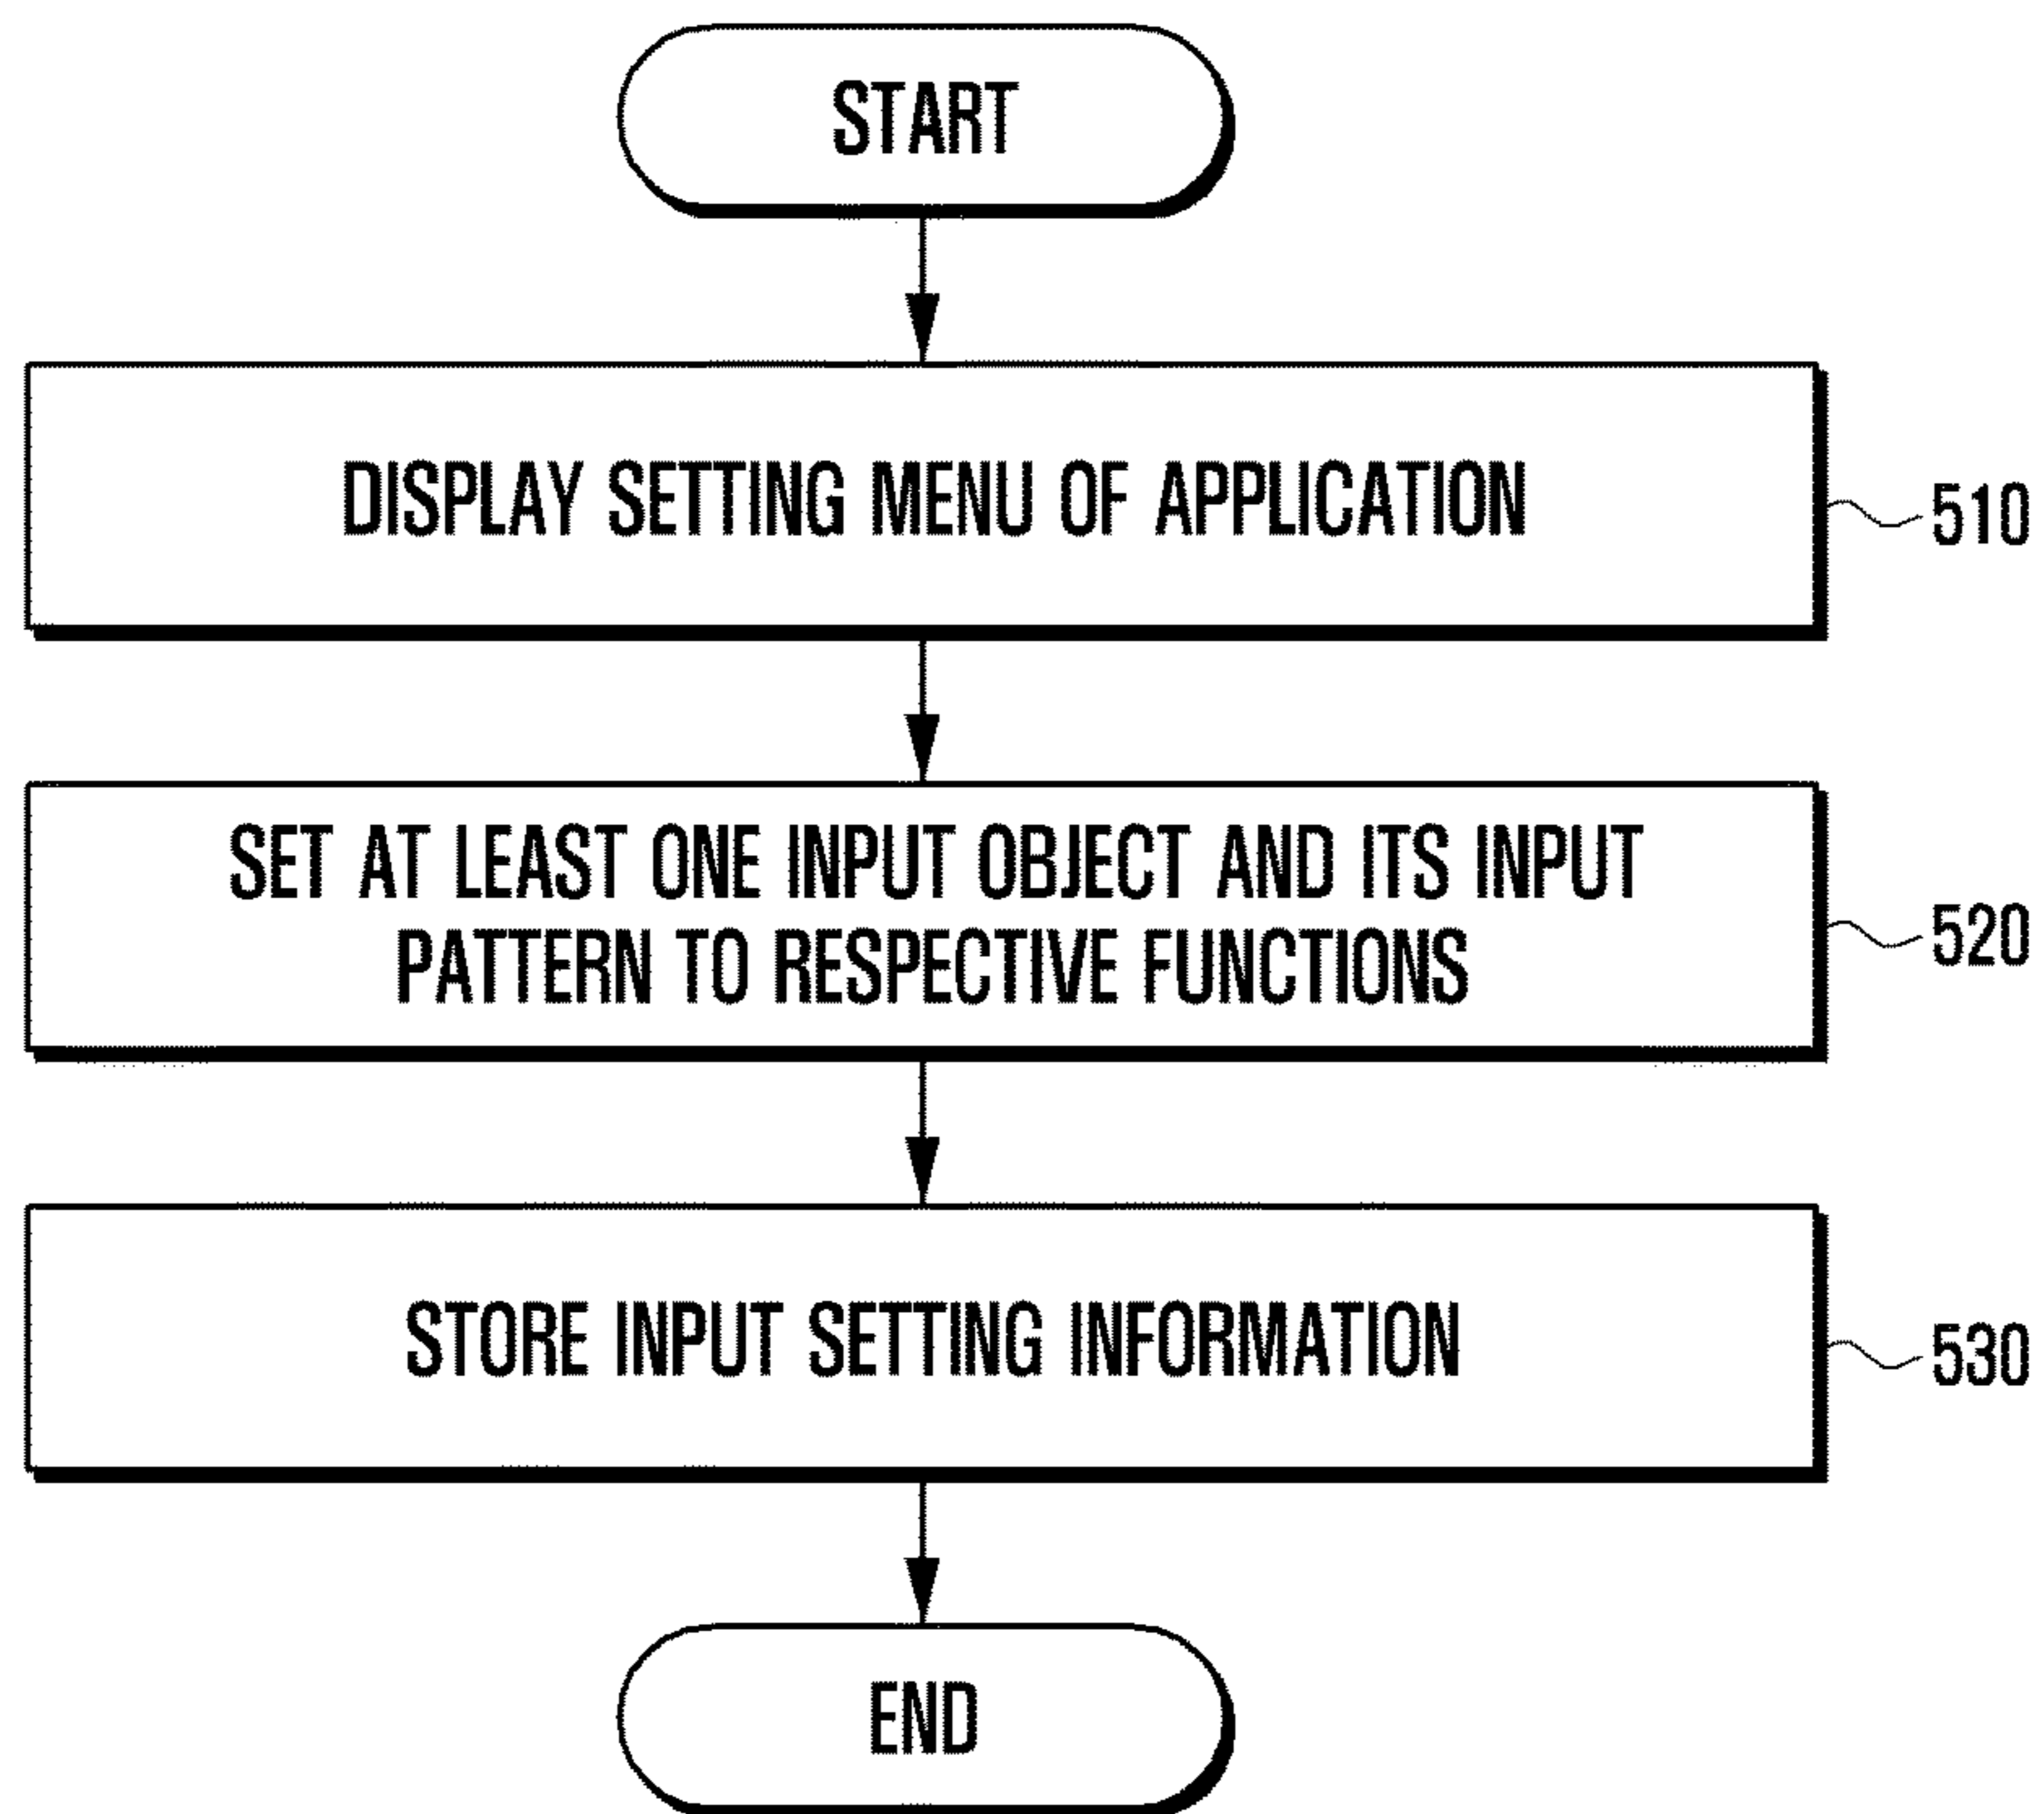 START
DISPLAY SETTING MENU OF APPLICATION
510
SET AT LEAST ONE INPUT OBJECT AND ITS INPUT
PATTERN TO RESPECTIVE FUNCTIONS
520
STORE INPUT SETTING INFORMATION
530
END